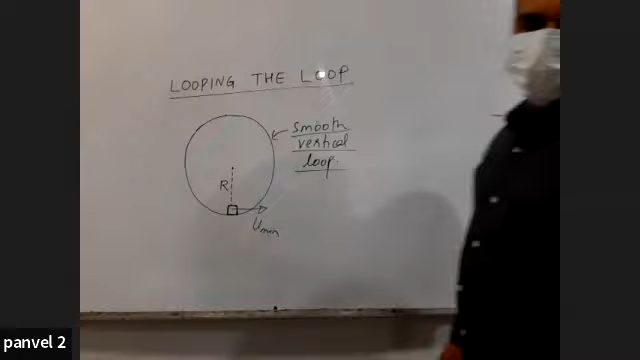 LOOPING THE LOOP
smooth
vertical
loop.
R
Umin
panvel 2